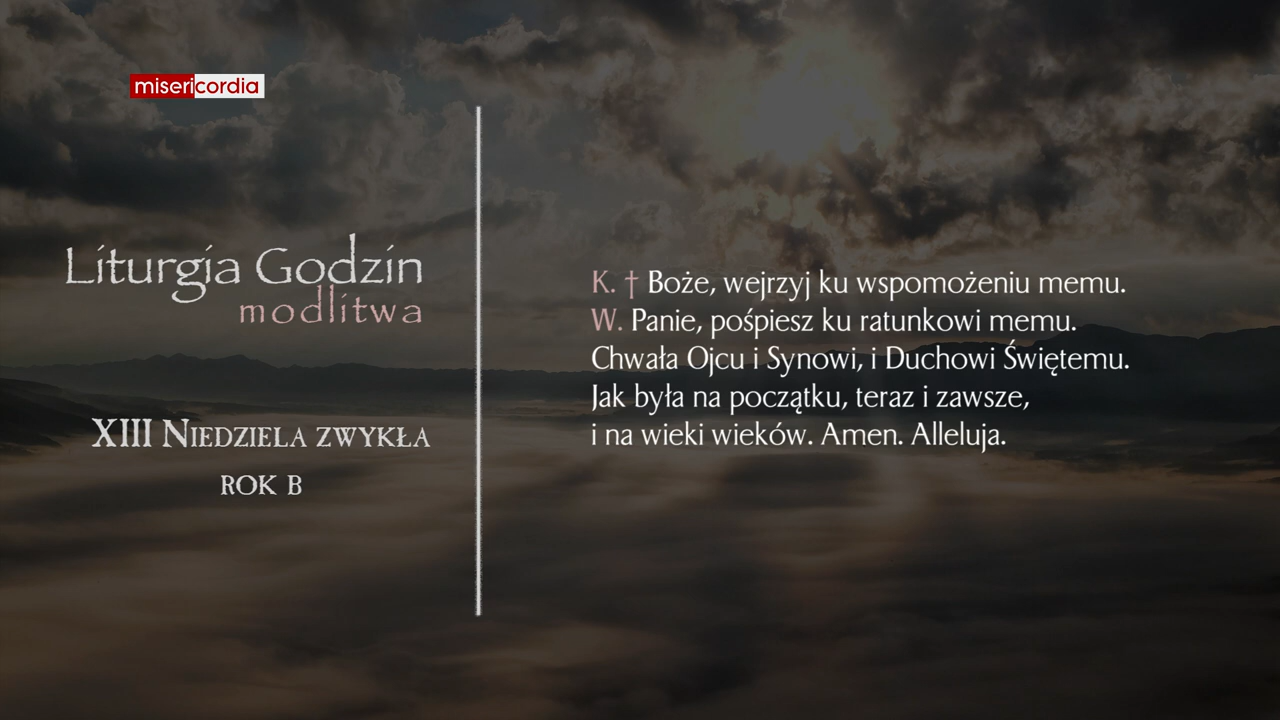 misericordia
Liturgia Godzin
modlitwa
XIII Niedziela zwykła
rok B
K. † Boże, wejrzyj ku wspomożeniu memu.
W. Panie, pośpiesz ku ratunkowi memu.
Chwała Ojcu i Synowi, i Duchowi Świętemu.
Jak była na początku, teraz i zawsze,
i na wieki wieków. Amen. Alleluja.